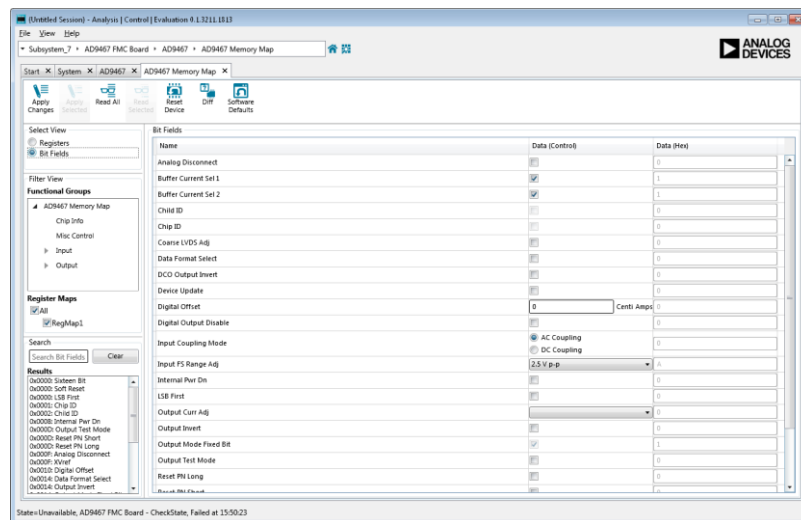 (Untitled Session) - Analysis | Control | Evaluation 0.1.3211.1813
File View Help
Subsystem_7 AD9467 FMC Board AD9467 AD9467 Memory Map
ANALOG DEVICES
Start X System X AD9467 X AD9467 Memory Map X
Apply Changes Apply Selected Read All Read Selected Reset Device Diff Software Defaults
Select View
Registers
Bit Fields
Filter View
Functional Groups
AD9467 Memory Map
Chip Info
Misc Control
Input
Output
Register Maps
All
RegMap1
Search
Search Bit Fields Clear
Results
0x0000: Sixteen Bit
0x0000: Soft Reset
0x0000: LSB First
0x0001: Chip ID
0x0002: Child ID
0x0008: Internal Pwr Dn
0x000D: Output Test Mode
0x000D: Reset PN Short
0x000D: Reset PN Long
0x000F: Analog Disconnect
0x000F: XVref
0x0010: Digital Offset
0x0014: Data Format Select
0x0014: Output Invert
Bit Fields
Name Data (Control) Data (Hex)
Analog Disconnect 0
Buffer Current Sel 1 1
Buffer Current Sel 2 1
Child ID 0
Chip ID 0
Coarse LVDS Adj 0
Data Format Select 0
DCO Output Invert 0
Device Update 0
Digital Offset 0 Centi Amps 0
Digital Output Disable 0
Input Coupling Mode AC Coupling DC Coupling 0
Input FS Range Adj 2.5 V p-p A
Internal Pwr Dn 0
LSB First 0
Output Curr Adj 0
Output Invert 0
Output Mode Fixed Bit 1
Output Test Mode 0
Reset PN Long 0
Reset PN Short
State=Unavailable, AD9467 FMC Board - CheckState, Failed at 15:50:23